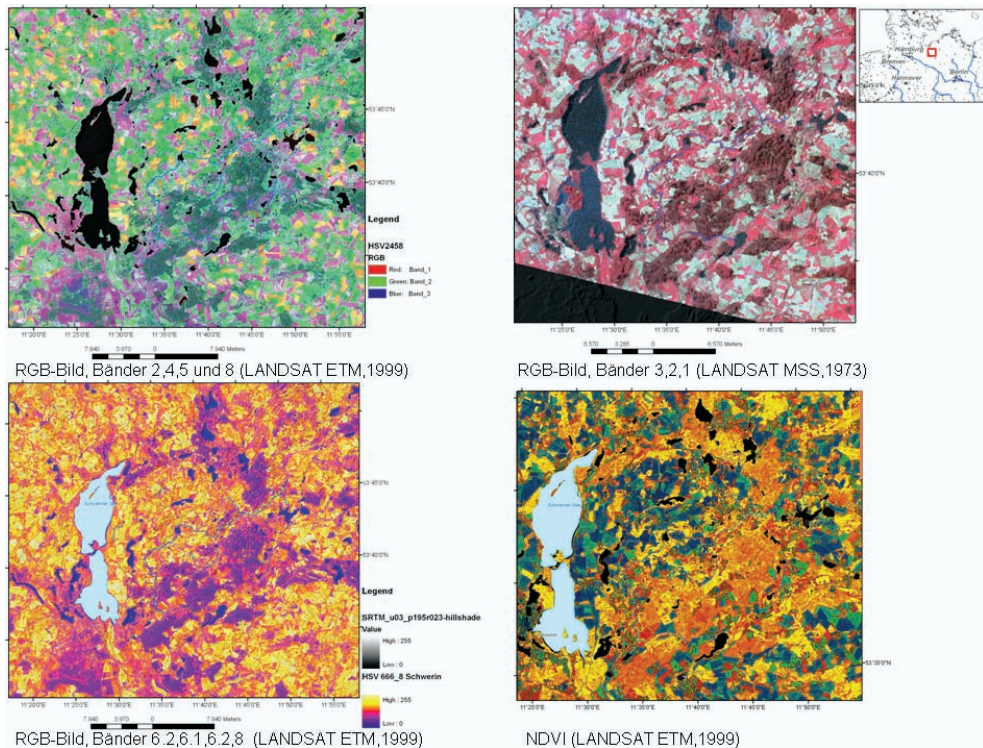 Hamburg
Bremen
Hannover
Berlin
53°45'0"N
53°40'0"N
53°40'0"N
Legend
HSV2458
RGB
Red: Band_1
Green: Band_2
Blue: Band_3
11°20'0"E 11°25'0"E 11°30'0"E 11°35'0"E 11°40'0"E 11°45'0"E 11°50'0"E 11°55'0"E
7.940 3.970 0 7.940 Meters
RGB-Bild, Bänder 2,4,5 und 8 (LANDSAT ETM,1999)
11°25'0"E 11°30'0"E 11°35'0"E 11°40'0"E 11°45'0"E 11°50'0"E
6.570 3.285 0 6.570 Meters
RGB-Bild, Bänder 3,2,1 (LANDSAT MSS,1973)
Schweriner
53°45'0"N
53°40'0"N
Legend
SRTM_u03_p195r023-hillshade
Value
High : 255
Low : 0
HSV 666_8 Schwerin
High : 255
Low : 0
11°20'0"E 11°25'0"E 11°30'0"E 11°35'0"E 11°40'0"E 11°45'0"E 11°50'0"E 11°55'0"E
7.940 3.970 0 7.940 Meters
RGB-Bild, Bänder 6.2,6.1,6.2,8 (LANDSAT ETM,1999)
Schweriner See
53°35'0"N
11°25'0"E 11°30'0"E 11°35'0"E 11°40'0"E 11°45'0"E 11°50'0"E
NDVI (LANDSAT ETM,1999)